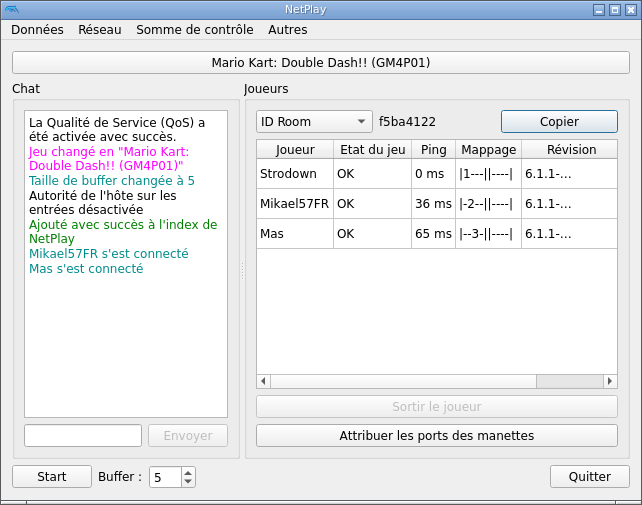 NetPlay
Données Réseau Somme de contrôle Autres
Mario Kart: Double Dash!! (GM4P01)
Chat
La Qualité de Service (QoS) a
été activée avec succès.
Jeu changé en "Mario Kart:
Double Dash!! (GM4P01)"
Taille de buffer changée à 5
Autorité de l'hôte sur les
entrées désactivée
Ajouté avec succès à l'index de
NetPlay
Mikael57FR s'est connecté
Mas s'est connecté
Envoyer
Joueurs
ID Room f5ba4122 Copier
Joueur Etat du jeu Ping Mappage Révision
Strodown OK 0 ms |1---||----| 6.1.1-...
Mikael57FR OK 36 ms |-2--||----| 6.1.1-...
Mas OK 65 ms |--3-||----| 6.1.1-...
Sortir le joueur
Attribuer les ports des manettes
Start Buffer : 5 Quitter